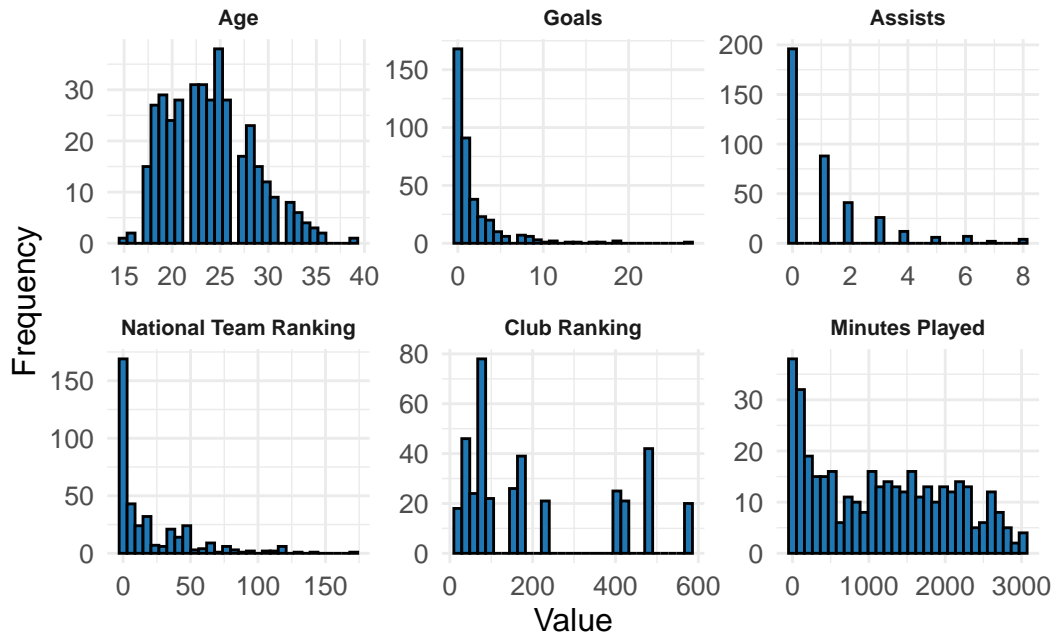 Age
Goals
Assists
30
20
10
0
15 20 25 30 35 40
150
100
50
0
0 10 20
200
150
100
50
0
0 2 4 6 8
National Team Ranking
Club Ranking
Minutes Played
150
100
50
0
0 50 100 150
80
60
40
20
0
0 200 400 600
30
20
10
0
0 1000 2000 3000
Frequency
Value